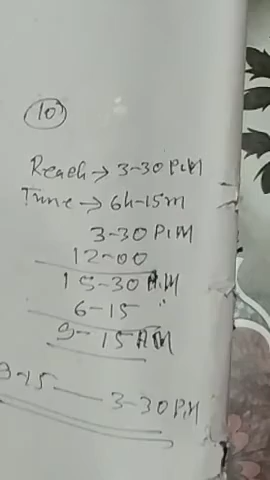 10
Reach → 3-30 P.M
Time → 6h-15m
3-30 P.M
12-00
15-30
6-15
9-15 AM
9-15 — 3-30 P.M